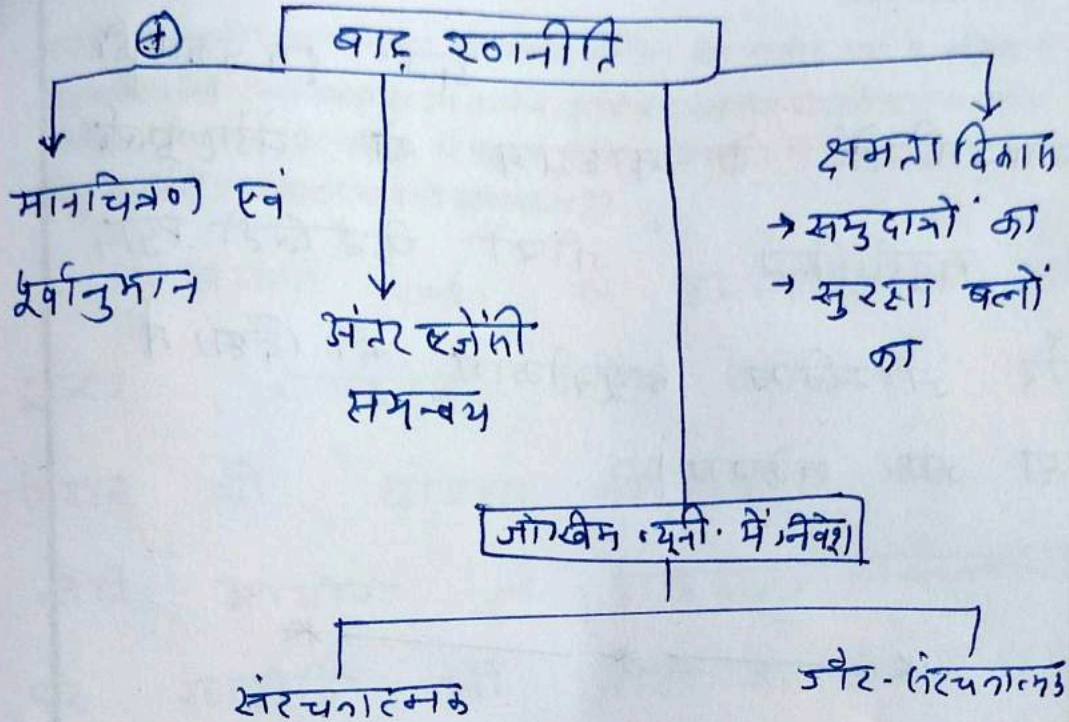 ⊕
बाढ़ रणनीति
मानचित्रण एवं
पूर्वानुमान
अंतर एजेंसी
समन्वय
क्षमता विकास
→ समुदायों का
→ सुरक्षा बलों
का
जोखिम न्यूनी. में निवेश
संरचनात्मक
गैर-संरचनात्मक